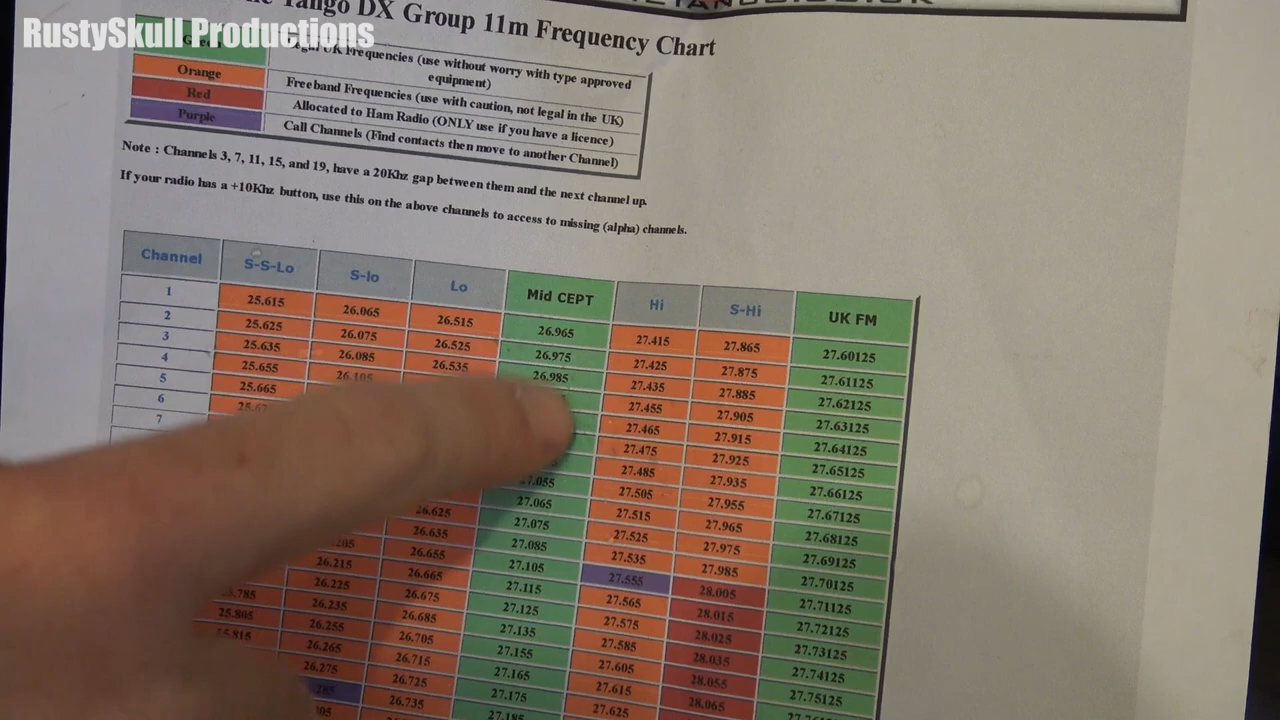 RustySkull Productions
Tango DX Group 11m Frequency Chart
Green Legal UK Frequencies (use without worry with type approved equipment)
Orange Freeband Frequencies (use with caution, not legal in the UK)
Red Allocated to Ham Radio (ONLY use if you have a licence)
Purple Call Channels (Find contacts then move to another Channel)
Note : Channels 3, 7, 11, 15, and 19, have a 20Khz gap between them and the next channel up.
If your radio has a +10Khz button, use this on the above channels to access to missing (alpha) channels.
Channel S-S-Lo S-lo Lo Mid CEPT Hi S-Hi UK FM
1 25.615 26.065 26.515 26.965 27.415 27.865 27.60125
2 25.625 26.075 26.525 26.975 27.425 27.875 27.61125
3 25.635 26.085 26.535 26.985 27.435 27.885 27.62125
4 25.655 26.105 27.455 27.905 27.63125
5 25.665 27.465 27.915 27.64125
6 27.475 27.925 27.65125
7 27.485 27.935 27.66125
27.055 27.505 27.955 27.67125
27.065 27.515 27.965 27.68125
26.625 27.075 27.525 27.975 27.69125
26.635 27.085 27.535 27.985 27.70125
26.655 27.105 27.555 28.005 27.71125
26.215 26.665 27.115 27.565 28.015 27.72125
26.225 26.675 27.125 27.575 28.025 27.73125
25.785 26.235 26.685 27.135 27.585 28.035 27.74125
25.805 26.255 26.705 27.155 27.605 28.055 27.75125
25.815 26.265 26.715 27.165 27.615 28.065
26.275 26.725 27.175 27.625
26.735 27.185